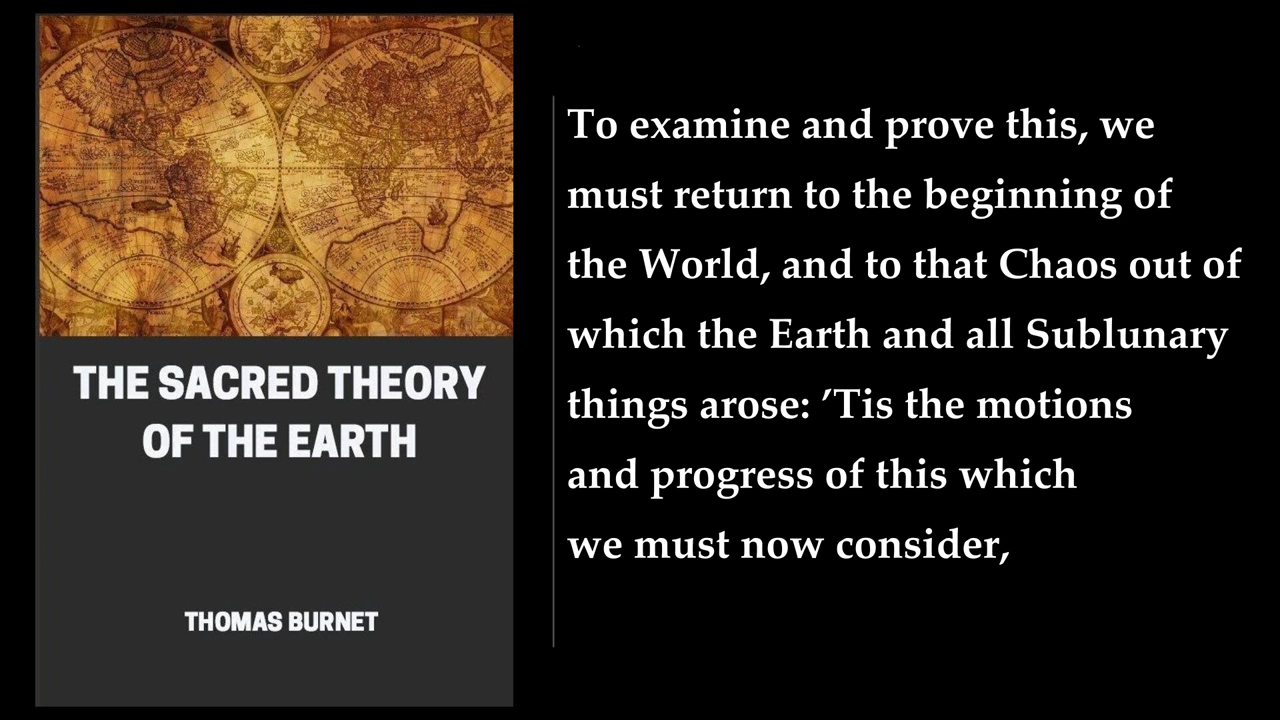 THE SACRED THEORY
OF THE EARTH
THOMAS BURNET
To examine and prove this, we
must return to the beginning of
the World, and to that Chaos out of
which the Earth and all Sublunary
things arose: ’Tis the motions
and progress of this which
we must now consider,